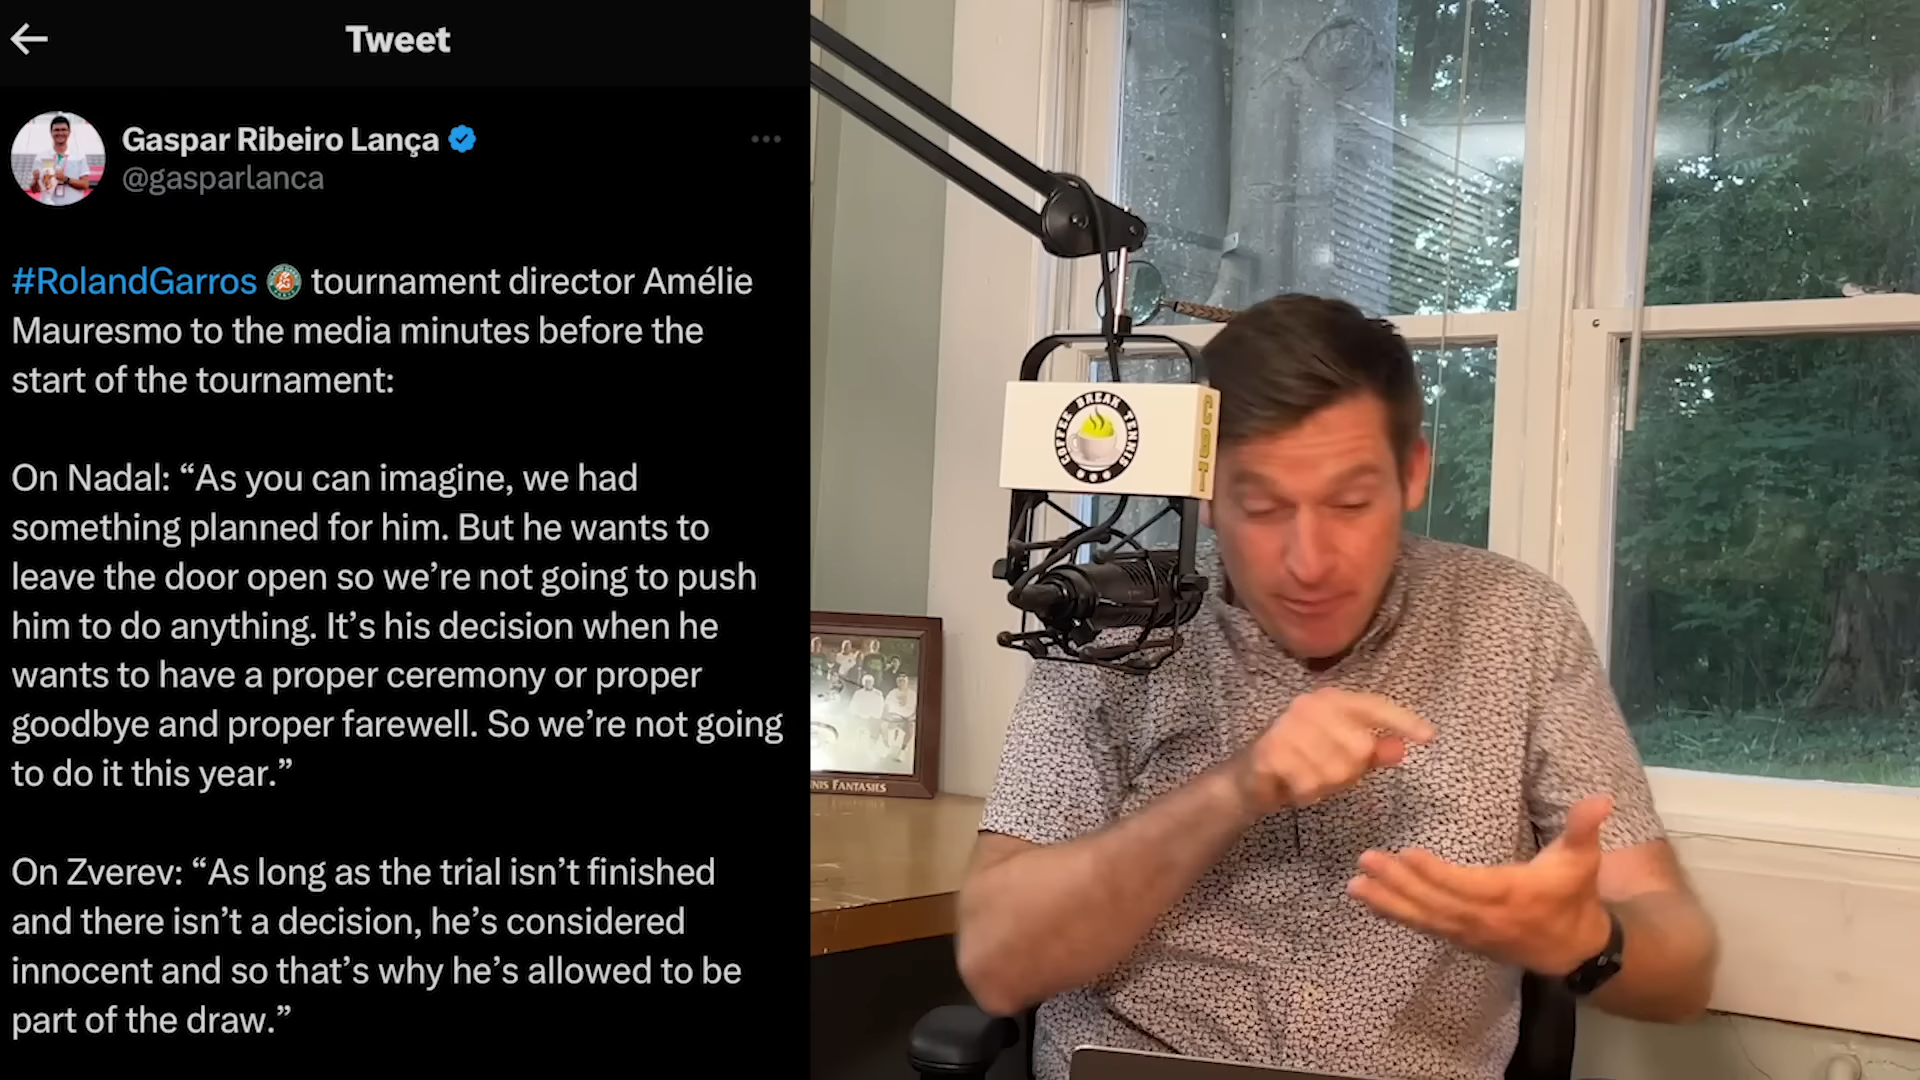 Tweet
Gaspar Ribeiro Lança
@gasparlanca
#RolandGarros tournament director Amélie
Mauresmo to the media minutes before the
start of the tournament:
On Nadal: “As you can imagine, we had
something planned for him. But he wants to
leave the door open so we’re not going to push
him to do anything. It’s his decision when he
wants to have a proper ceremony or proper
goodbye and proper farewell. So we’re not going
to do it this year.”
On Zverev: “As long as the trial isn’t finished
and there isn’t a decision, he’s considered
innocent and so that’s why he’s allowed to be
part of the draw.”
COFFEE BREAK TENNIS
NIS FANTASIES